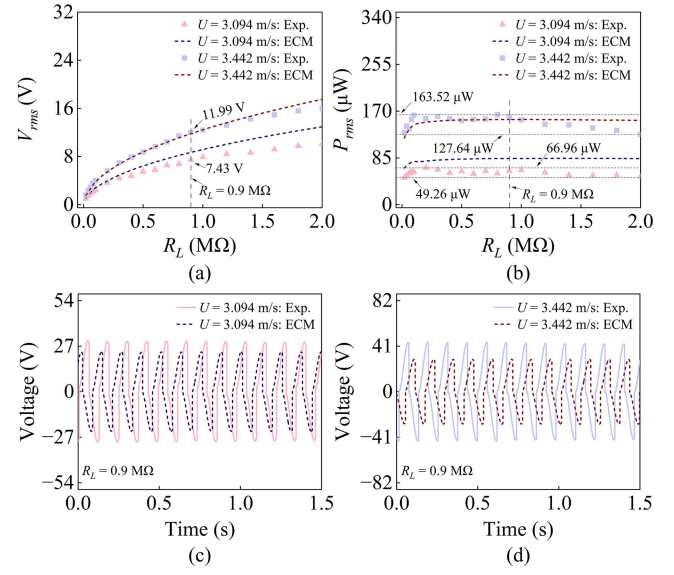 32
24
16
8
0
V_rms (V)
U = 3.094 m/s: Exp.
U = 3.094 m/s: ECM
U = 3.442 m/s: Exp.
U = 3.442 m/s: ECM
11.99 V
7.43 V
R_L = 0.9 MΩ
0.0 0.5 1.0 1.5 2.0
R_L (MΩ)
(a)
340
255
170
85
0
P_rms (μW)
U = 3.094 m/s: Exp.
U = 3.094 m/s: ECM
U = 3.442 m/s: Exp.
U = 3.442 m/s: ECM
163.52 μW
127.64 μW
66.96 μW
49.26 μW
R_L = 0.9 MΩ
0.0 0.5 1.0 1.5 2.0
R_L (MΩ)
(b)
54
27
0
−27
−54
Voltage (V)
U = 3.094 m/s: Exp.
U = 3.094 m/s: ECM
R_L = 0.9 MΩ
0.0 0.5 1.0 1.5
Time (s)
(c)
82
41
0
−41
−82
Voltage (V)
U = 3.442 m/s: Exp.
U = 3.442 m/s: ECM
R_L = 0.9 MΩ
0.0 0.5 1.0 1.5
Time (s)
(d)